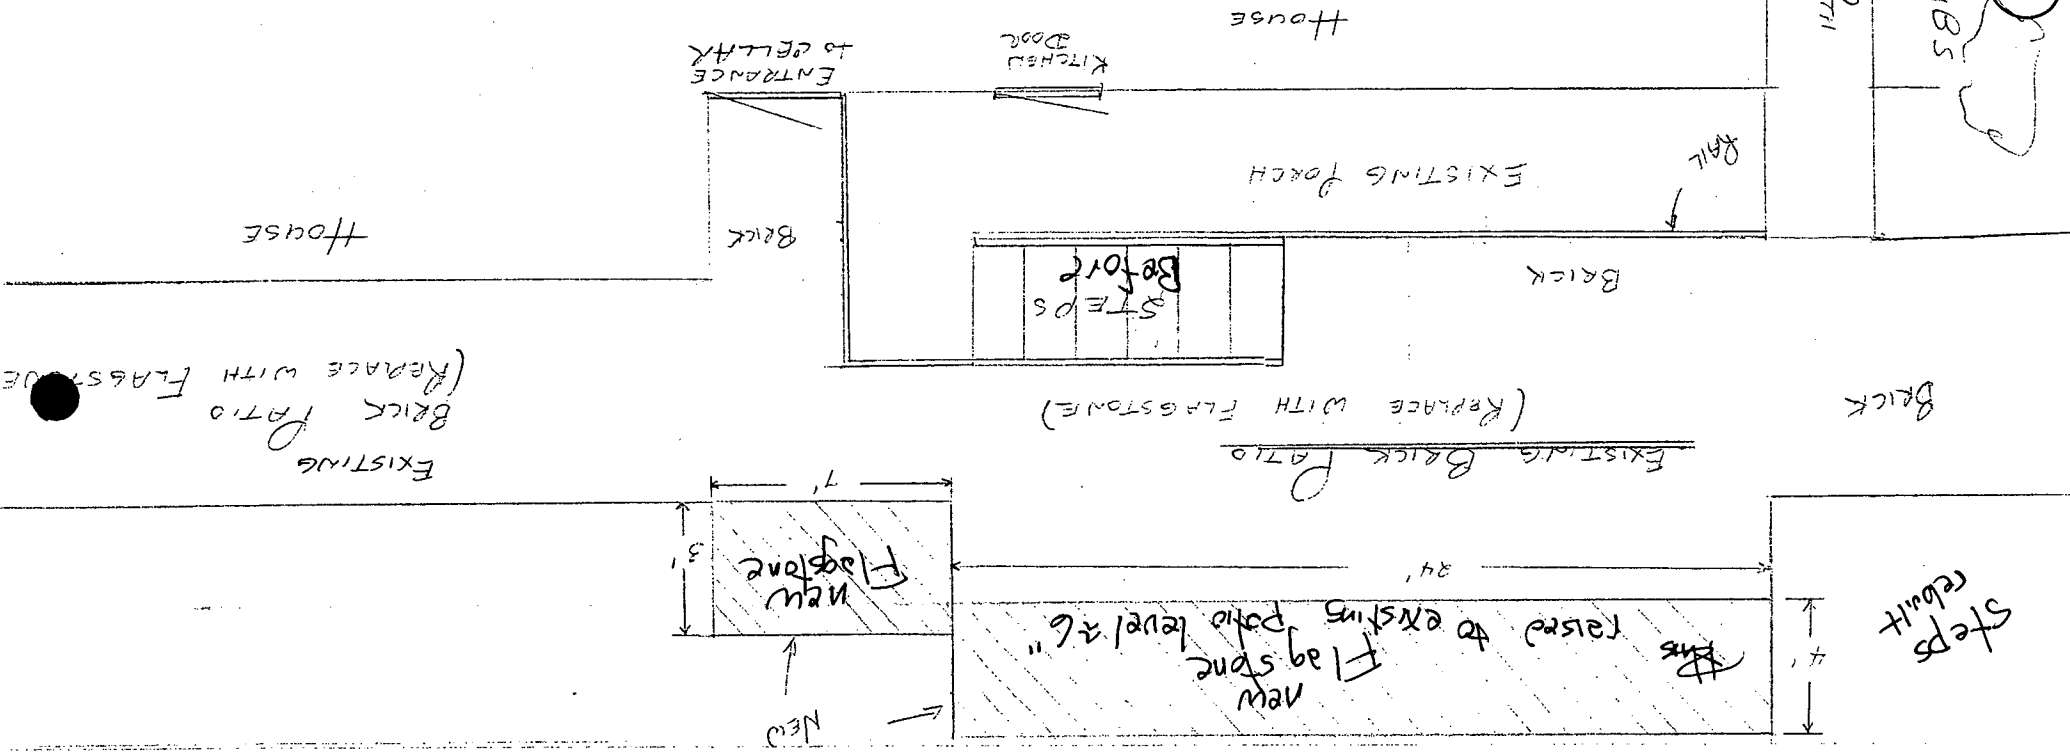 NEW
new
Flagstone
raised to existing patio level ≈ 6"
4'
steps
rebuilt
new
Flagstone
24'
3'
7'
EXISTING BRICK PATIO
(REPLACE WITH FLAGSTONE)
BRICK
EXISTING
BRICK PATIO
(REPLACE WITH FLAGSTONE
STEPS
Before
BRICK
BRICK
HOUSE
EXISTING PORCH
RAIL
KITCHEN
DOOR
ENTRANCE
to CELLAR
HOUSE